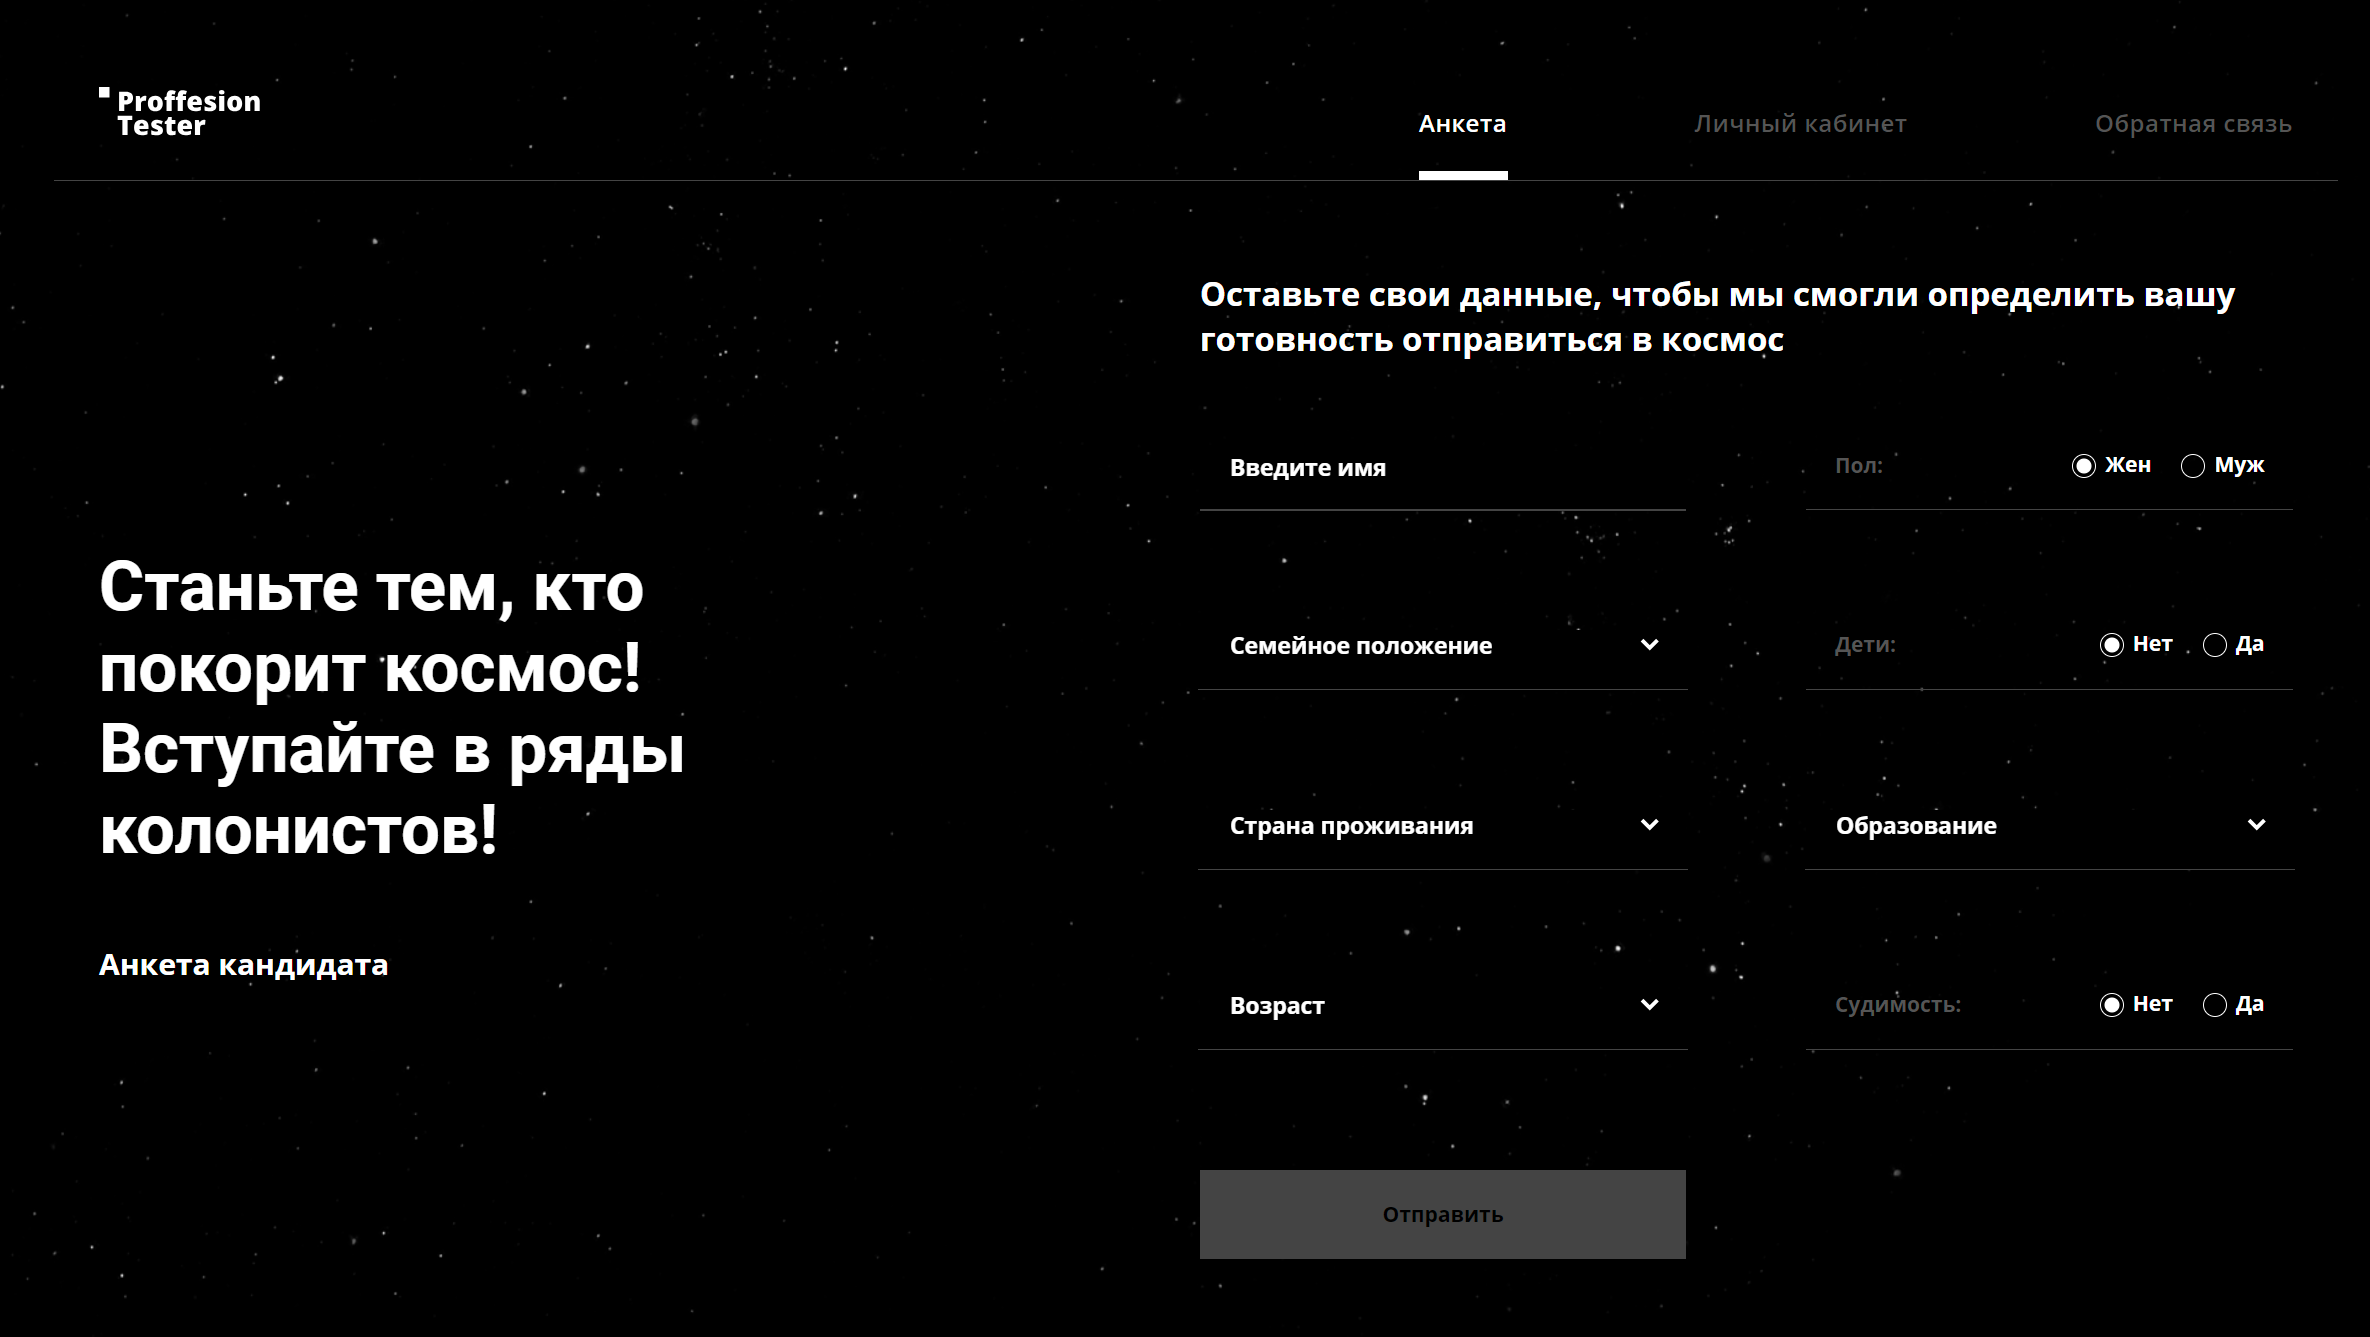 Proffesion
Tester
Анкета
Личный кабинет
Обратная связь
Оставьте свои данные, чтобы мы смогли определить вашу
готовность отправиться в космос
Введите имя
Пол: Жен Муж
Станьте тем, кто
покорит космос!
Вступайте в ряды
колонистов!
Анкета кандидата
Семейное положение
Дети: Нет Да
Страна проживания
Образование
Возраст
Судимость: Нет Да
Отправить